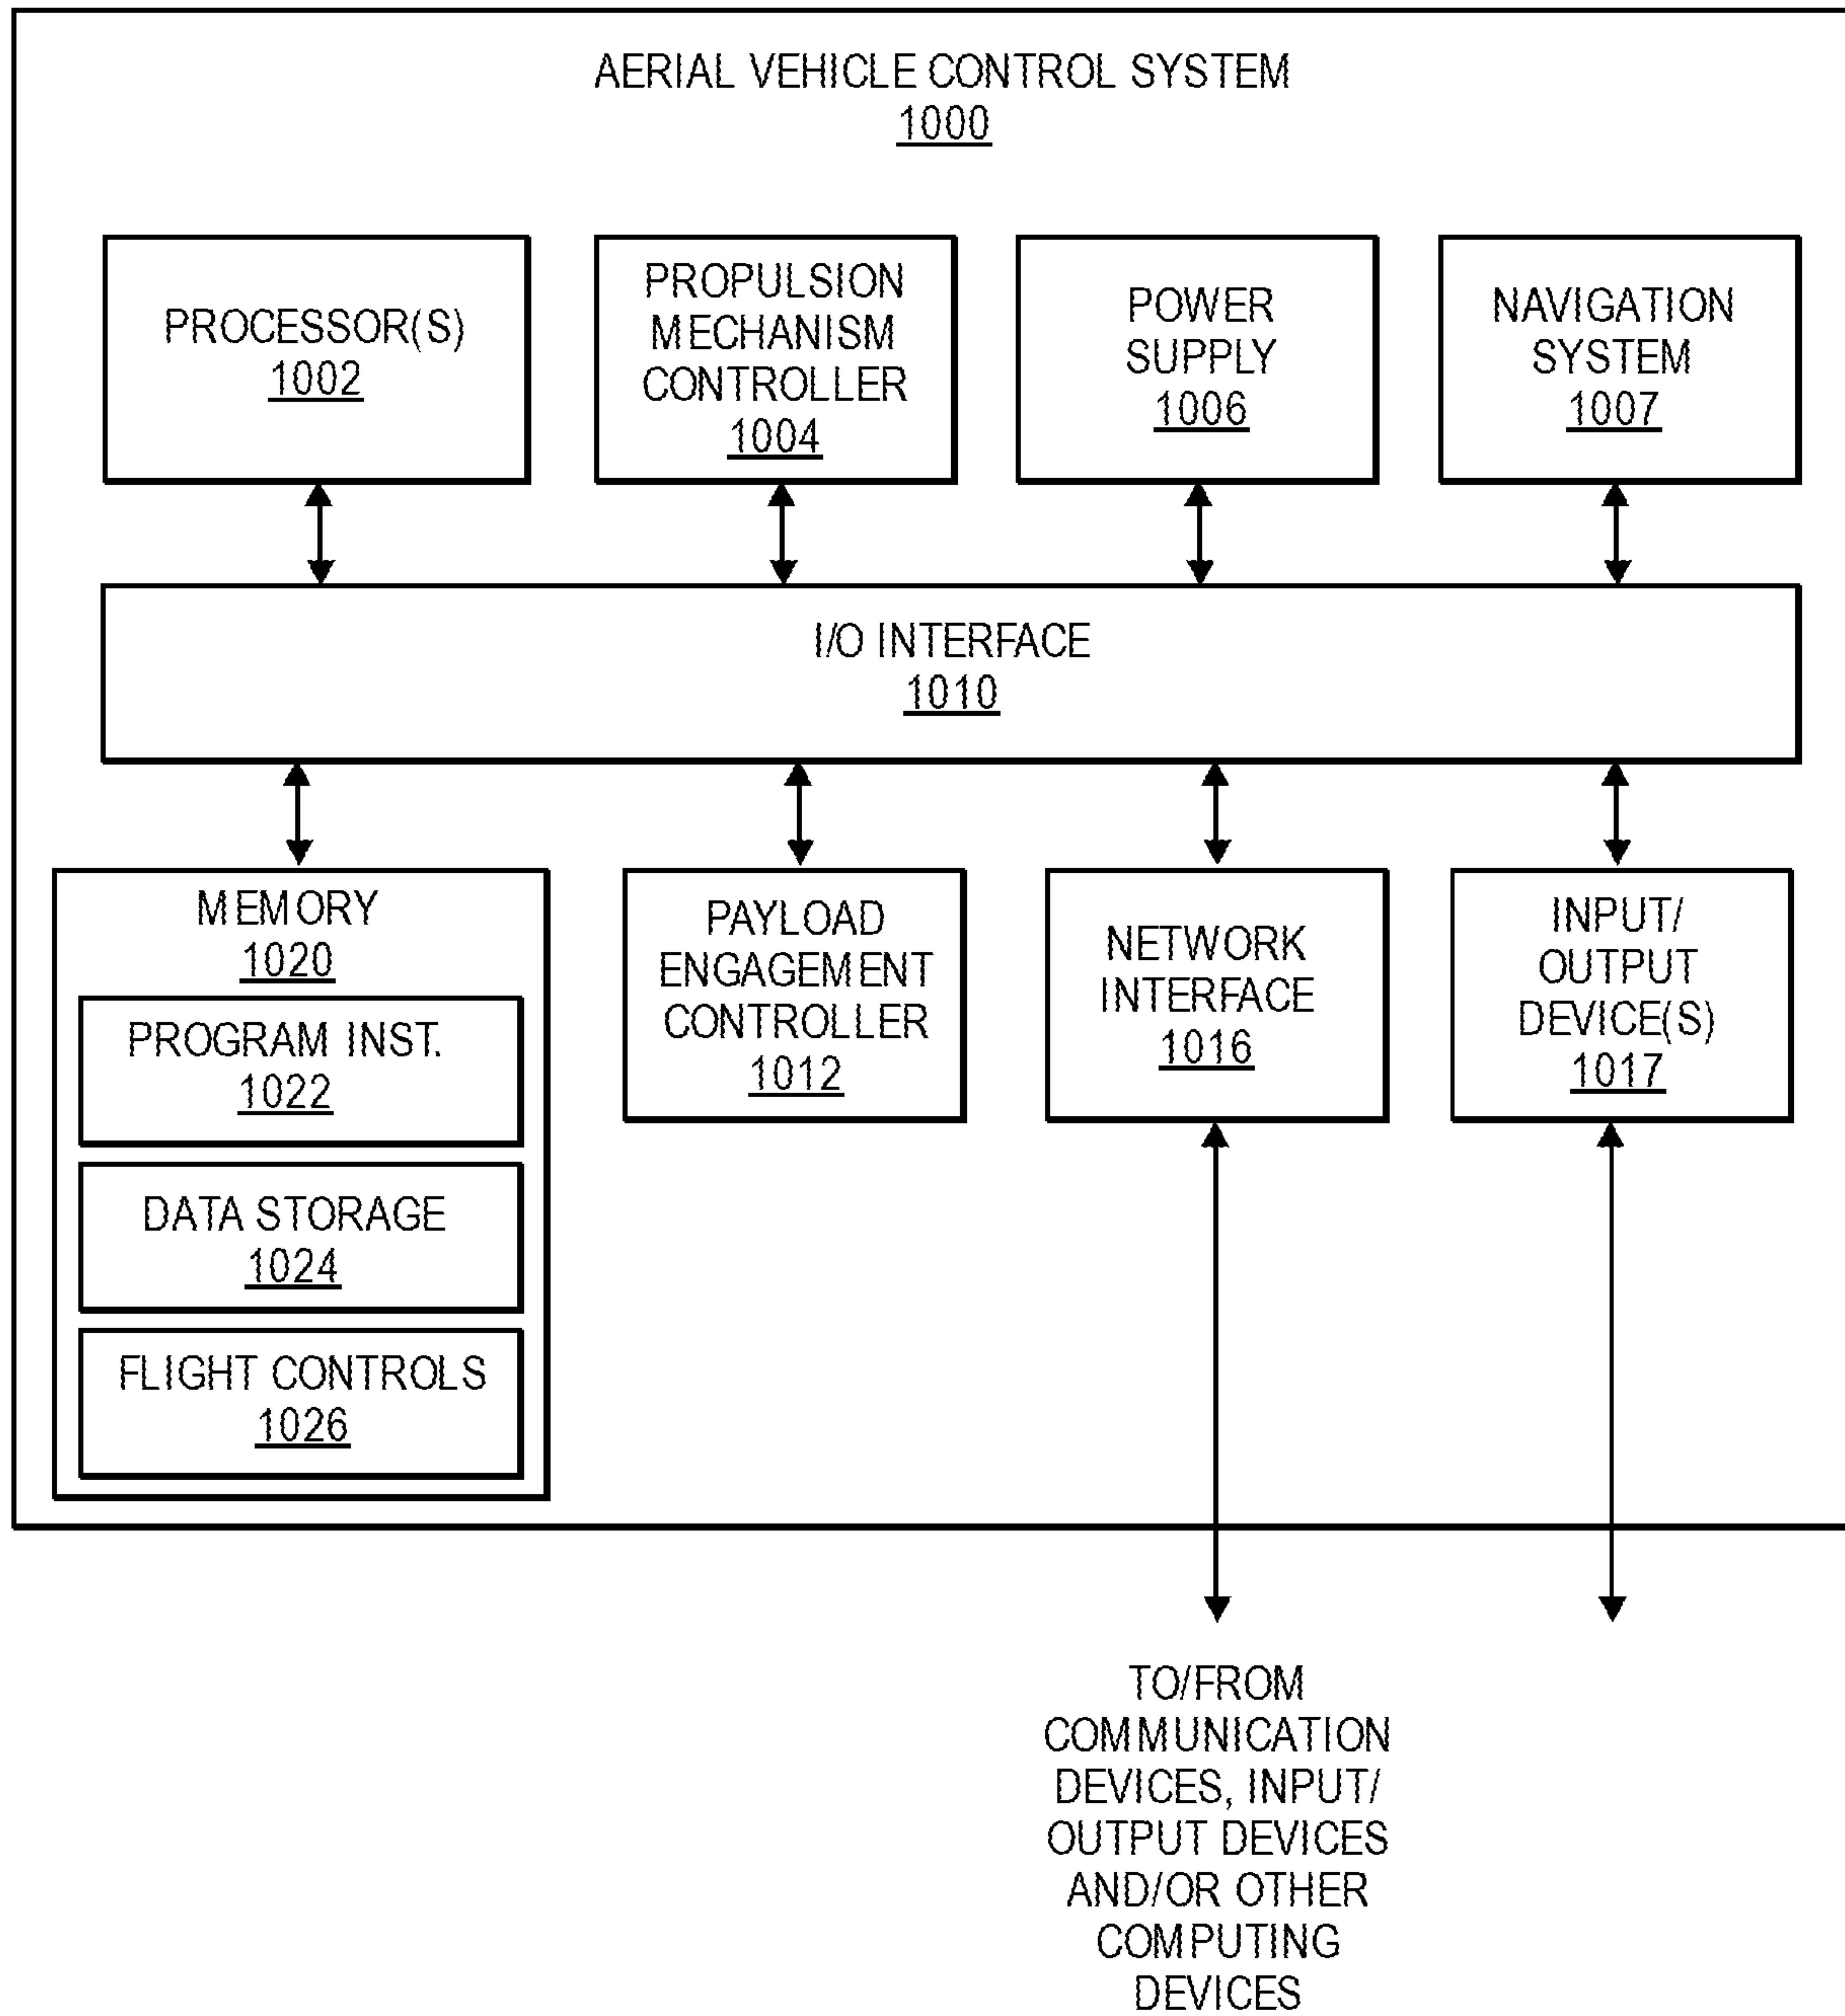 AERIAL VEHICLE CONTROL SYSTEM
1000
PROCESSOR(S)
1002
PROPULSION
MECHANISM
CONTROLLER
1004
POWER
SUPPLY
1006
NAVIGATION
SYSTEM
1007
I/O INTERFACE
1010
MEMORY
1020
PROGRAM INST.
1022
DATA STORAGE
1024
FLIGHT CONTROLS
1026
PAYLOAD
ENGAGEMENT
CONTROLLER
1012
NETWORK
INTERFACE
1016
INPUT/
OUTPUT
DEVICE(S)
1017
TO/FROM
COMMUNICATION
DEVICES, INPUT/
OUTPUT DEVICES
AND/OR OTHER
COMPUTING
DEVICES